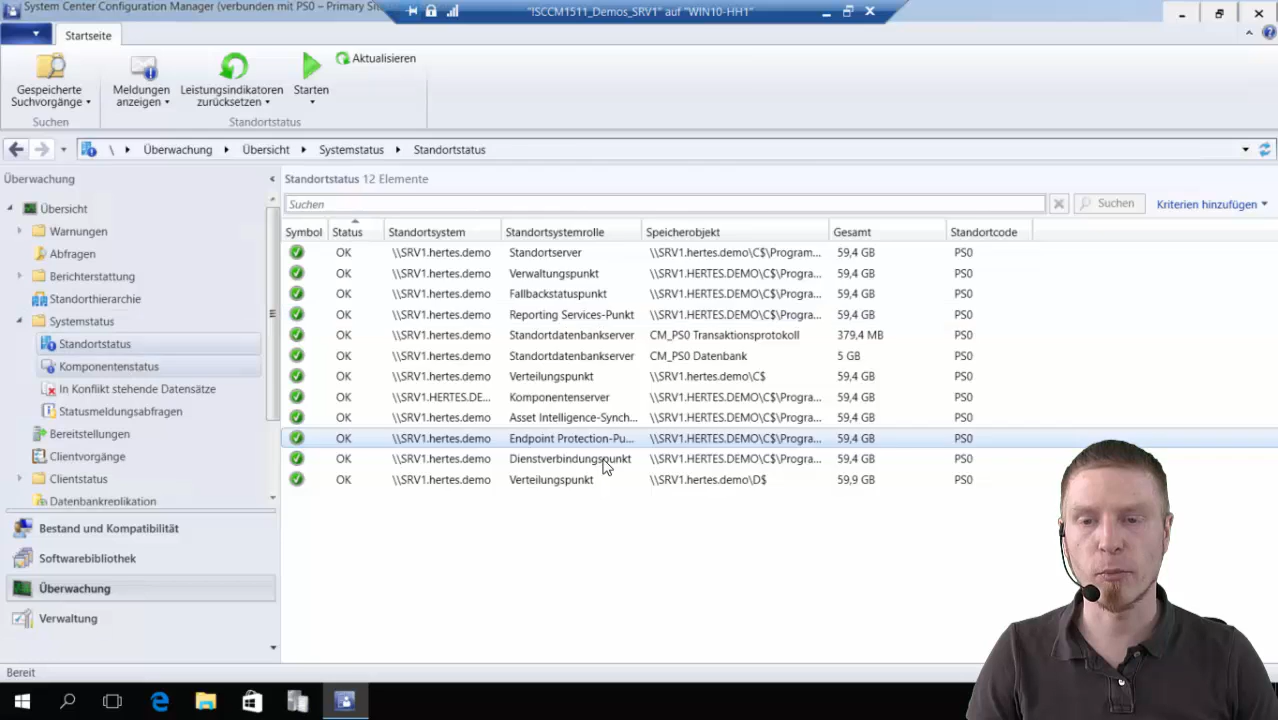 System Center Configuration Manager (verbunden mit PS0 – Primary Si
"ISCCM1511_Demos_SRV1" auf "WIN10-HH1"
Startseite
Aktualisieren
Gespeicherte Suchvorgänge
Meldungen anzeigen
Leistungsindikatoren zurücksetzen
Starten
Suchen
Standortstatus
\ Überwachung Übersicht Systemstatus Standortstatus
Überwachung
Übersicht
Warnungen
Abfragen
Berichterstattung
Standorthierarchie
Systemstatus
Standortstatus
Komponentenstatus
In Konflikt stehende Datensätze
Statusmeldungsabfragen
Bereitstellungen
Clientvorgänge
Clientstatus
Datenbankreplikation
Bestand und Kompatibilität
Softwarebibliothek
Überwachung
Verwaltung
Standortstatus 12 Elemente
Suchen Suchen Kriterien hinzufügen
Symbol Status Standortsystem Standortsystemrolle Speicherobjekt Gesamt Standortcode
OK \\SRV1.hertes.demo Standortserver \\SRV1.hertes.demo\C$\Program... 59,4 GB PS0
OK \\SRV1.hertes.demo Verwaltungspunkt \\SRV1.HERTES.DEMO\C$\Progra... 59,4 GB PS0
OK \\SRV1.hertes.demo Fallbackstatuspunkt \\SRV1.HERTES.DEMO\C$\Progra... 59,4 GB PS0
OK \\SRV1.hertes.demo Reporting Services-Punkt \\SRV1.HERTES.DEMO\C$\Progra... 59,4 GB PS0
OK \\SRV1.hertes.demo Standortdatenbankserver CM_PS0 Transaktionsprotokoll 379,4 MB PS0
OK \\SRV1.hertes.demo Standortdatenbankserver CM_PS0 Datenbank 5 GB PS0
OK \\SRV1.hertes.demo Verteilungspunkt \\SRV1.hertes.demo\C$ 59,4 GB PS0
OK \\SRV1.HERTES.DE... Komponentenserver \\SRV1.HERTES.DEMO\C$\Progra... 59,4 GB PS0
OK \\SRV1.hertes.demo Asset Intelligence-Synch... \\SRV1.HERTES.DEMO\C$\Progra... 59,4 GB PS0
OK \\SRV1.hertes.demo Endpoint Protection-Pu... \\SRV1.HERTES.DEMO\C$\Progra... 59,4 GB PS0
OK \\SRV1.hertes.demo Dienstverbindungspunkt \\SRV1.HERTES.DEMO\C$\Progra... 59,4 GB PS0
OK \\SRV1.hertes.demo Verteilungspunkt \\SRV1.hertes.demo\D$ 59,9 GB PS0
Bereit